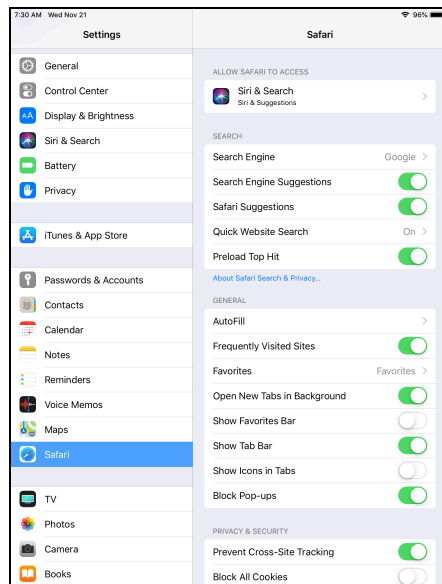 7:30 AM Wed Nov 21
96%
Settings
General
Control Center
AA
Display & Brightness
Siri & Search
Battery
Privacy
iTunes & App Store
Passwords & Accounts
Contacts
Calendar
Notes
Reminders
Voice Memos
Maps
Safari
TV
Photos
Camera
Books
Safari
ALLOW SAFARI TO ACCESS
Siri & Search
Siri & Suggestions
SEARCH
Search Engine Google
Search Engine Suggestions
Safari Suggestions
Quick Website Search On
Preload Top Hit
About Safari Search & Privacy...
GENERAL
AutoFill
Frequently Visited Sites
Favorites Favorites
Open New Tabs in Background
Show Favorites Bar
Show Tab Bar
Show Icons in Tabs
Block Pop-ups
PRIVACY & SECURITY
Prevent Cross-Site Tracking
Block All Cookies